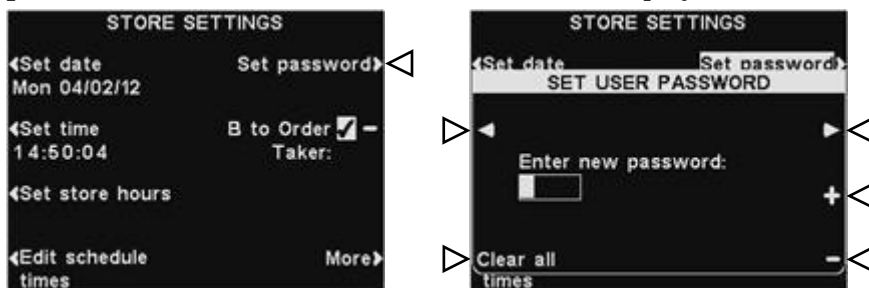 STORE SETTINGS
Set date Set password
Mon 04/02/12
Set time B to Order ✓ −
14:50:04 Taker:
Set store hours
Edit schedule More
times
STORE SETTINGS
Set date Set password
SET USER PASSWORD
Enter new password:
+
Clear all −
times